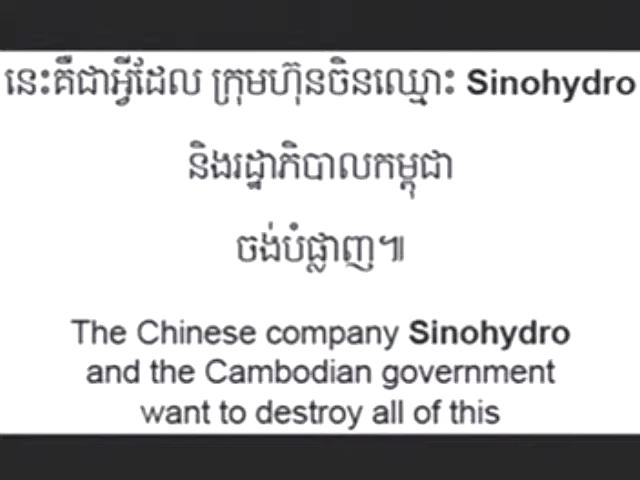 នេះគឺជាអ្វីដែល ក្រុមហ៊ុនចិនឈ្មោះ Sinohydro
និងរដ្ឋាភិបាលកម្ពុជា
ចង់បំផ្លាញ៕
The Chinese company Sinohydro
and the Cambodian government
want to destroy all of this